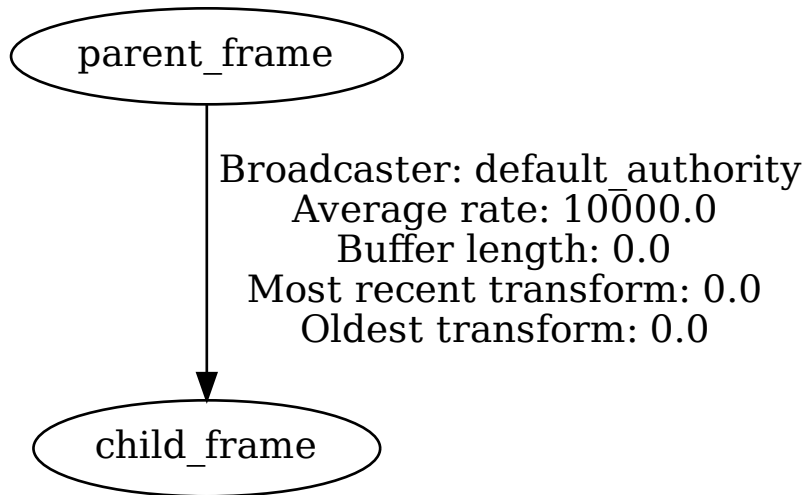 parent_frame
Broadcaster: default_authority
Average rate: 10000.0
Buffer length: 0.0
Most recent transform: 0.0
Oldest transform: 0.0
child_frame